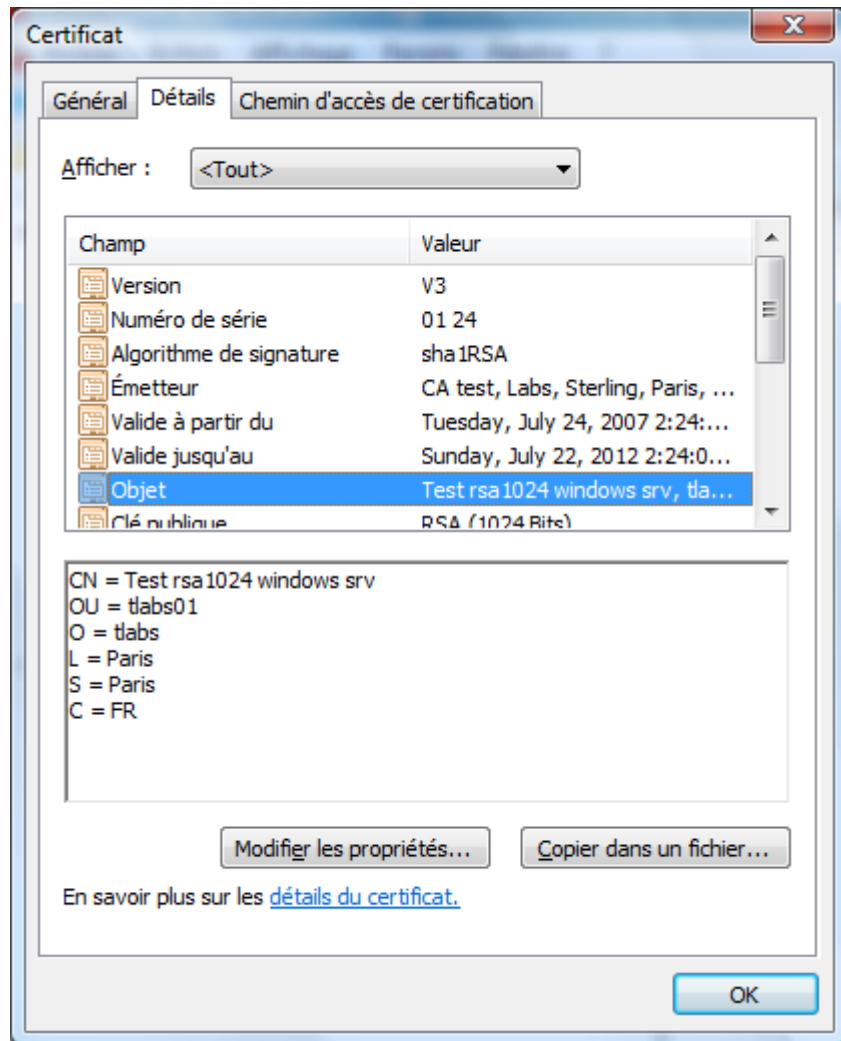 Certificat
Général Détails Chemin d'accès de certification
Afficher : <Tout>
Champ Valeur
Version V3
Numéro de série 01 24
Algorithme de signature sha1RSA
Émetteur CA test, Labs, Sterling, Paris, ...
Valide à partir du Tuesday, July 24, 2007 2:24:...
Valide jusqu'au Sunday, July 22, 2012 2:24:0...
Objet Test rsa1024 windows srv, tla...
Clé publique RSA (1024 Bits)
CN = Test rsa1024 windows srv
OU = tlabs01
O = tlabs
L = Paris
S = Paris
C = FR
Modifier les propriétés... Copier dans un fichier...
En savoir plus sur les détails du certificat.
OK